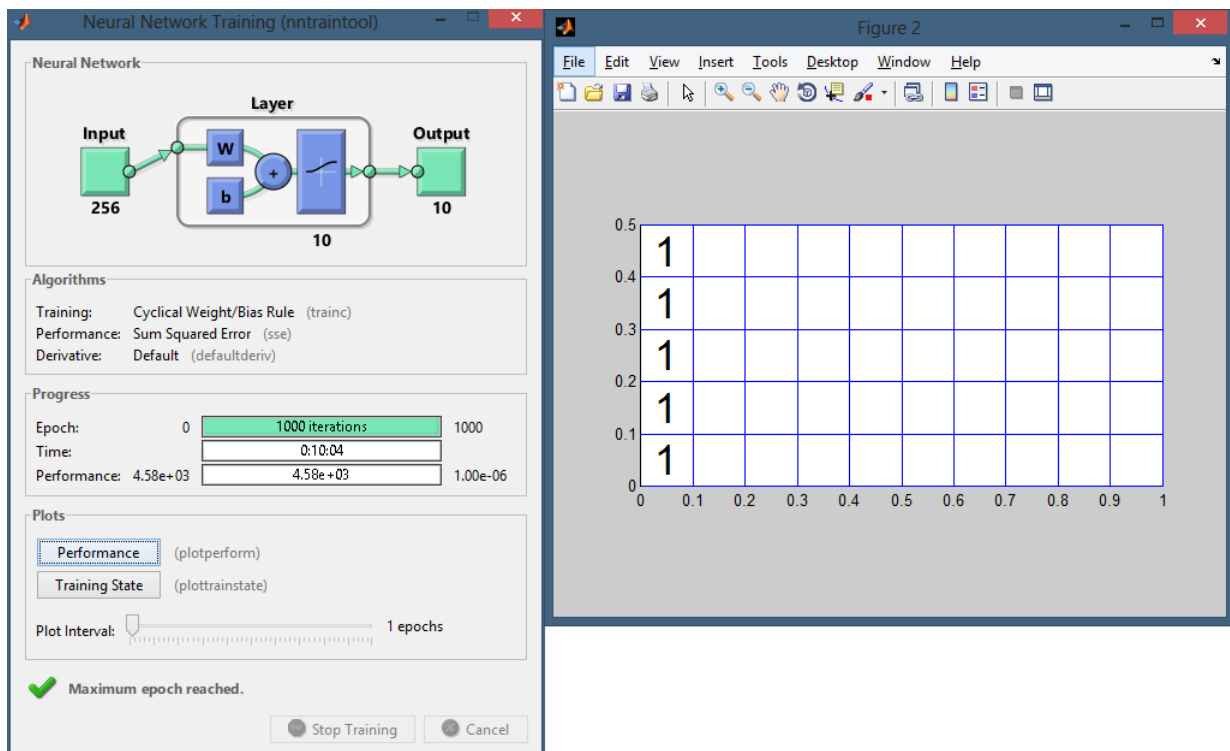 Neural Network Training (nntraintool)
Neural Network
Layer
Input
Output
W
b
+
256
10
10
Algorithms
Training: Cyclical Weight/Bias Rule (trainc)
Performance: Sum Squared Error (sse)
Derivative: Default (defaultderiv)
Progress
Epoch: 0 1000 iterations 1000
Time: 0:10:04
Performance: 4.58e+03 4.58e+03 1.00e-06
Plots
Performance (plotperform)
Training State (plottrainstate)
Plot Interval: 1 epochs
Maximum epoch reached.
Stop Training Cancel
Figure 2
File Edit View Insert Tools Desktop Window Help
0.5
1
0.4
1
0.3
1
0.2
1
0.1
1
0
0 0.1 0.2 0.3 0.4 0.5 0.6 0.7 0.8 0.9 1